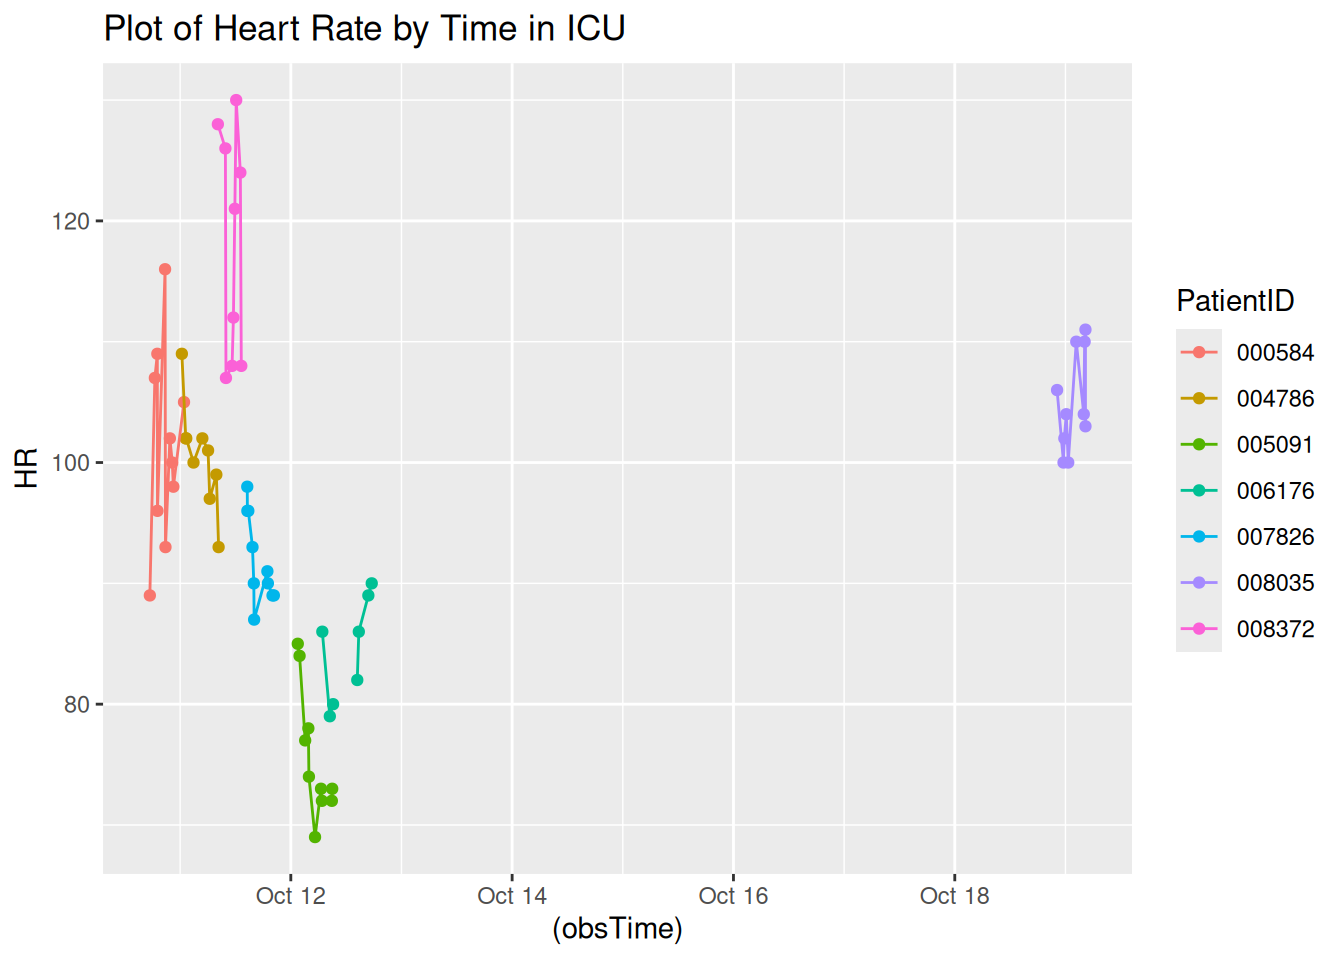 Plot of Heart Rate by Time in ICU
HR
120
100
80
Oct 12 Oct 14 Oct 16 Oct 18
(obsTime)
PatientID
000584
004786
005091
006176
007826
008035
008372